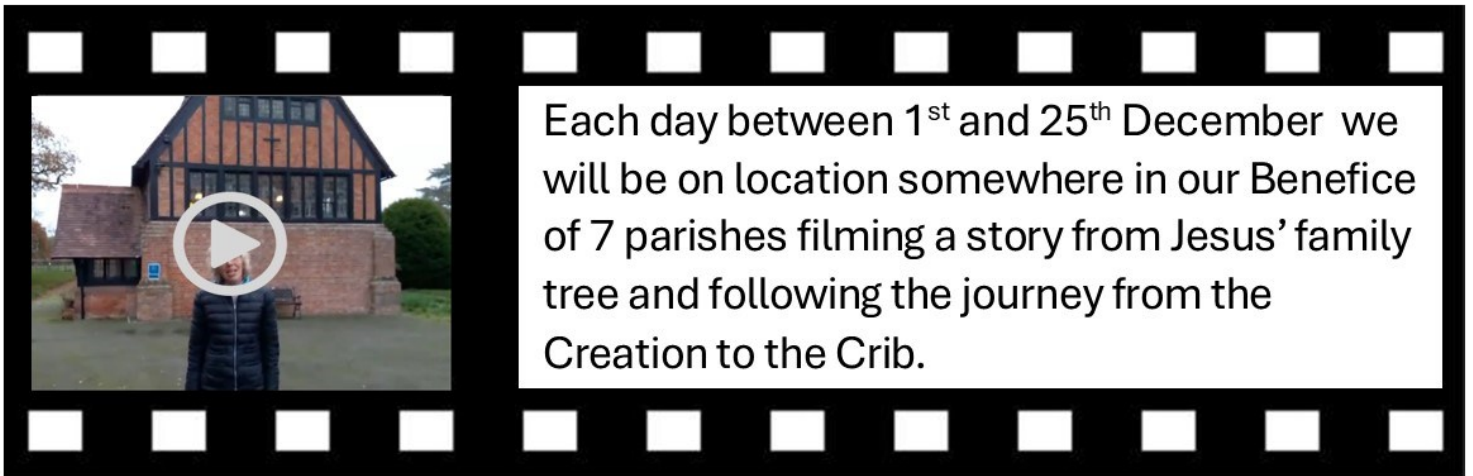 Each day between 1st and 25th December we
will be on location somewhere in our Benefice
of 7 parishes filming a story from Jesus’ family
tree and following the journey from the
Creation to the Crib.